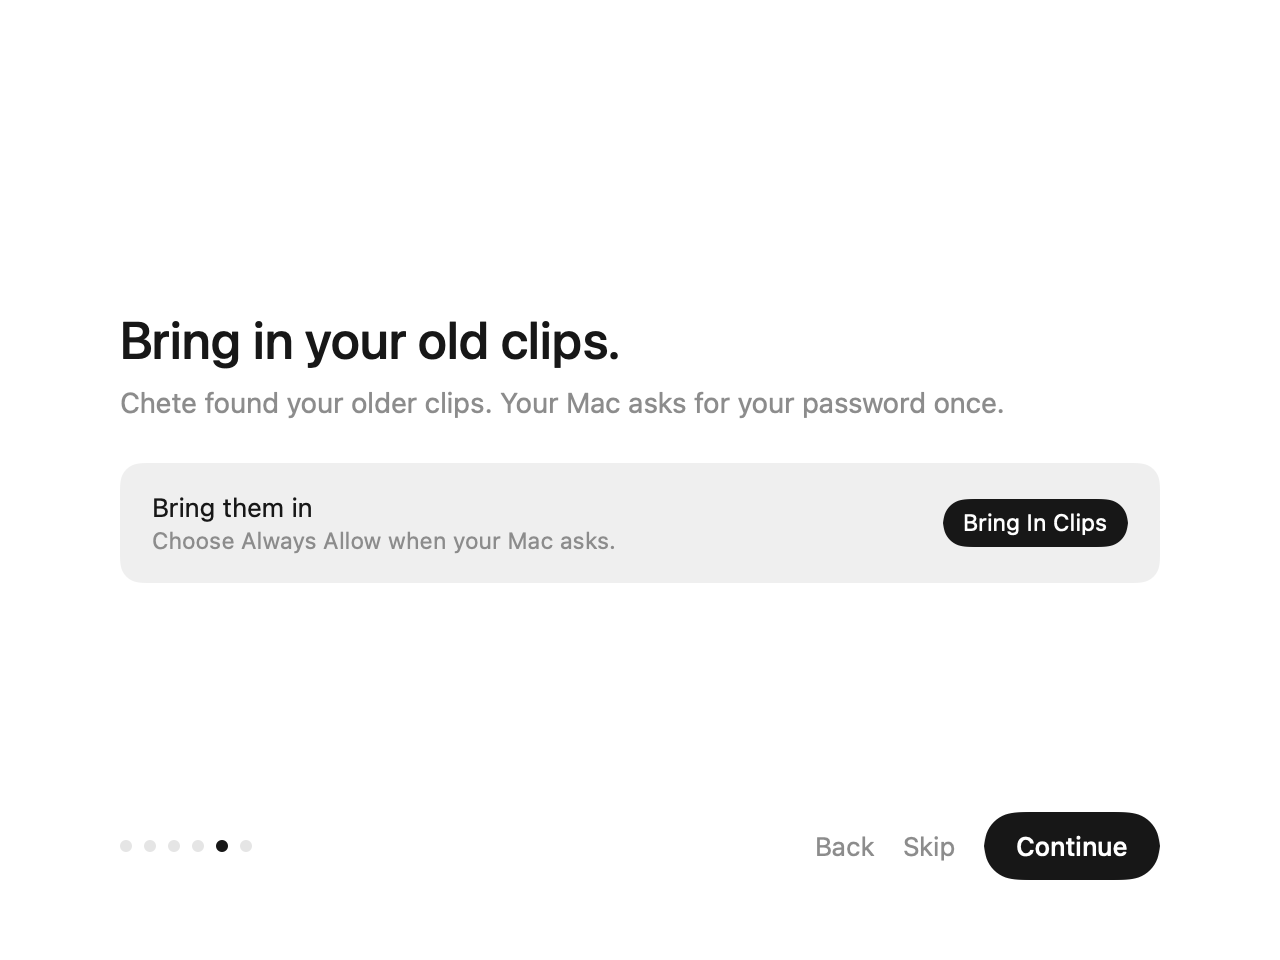 Bring in your old clips.
Chete found your older clips. Your Mac asks for your password once.
Bring them in
Choose Always Allow when your Mac asks.
Bring In Clips
Back
Skip
Continue